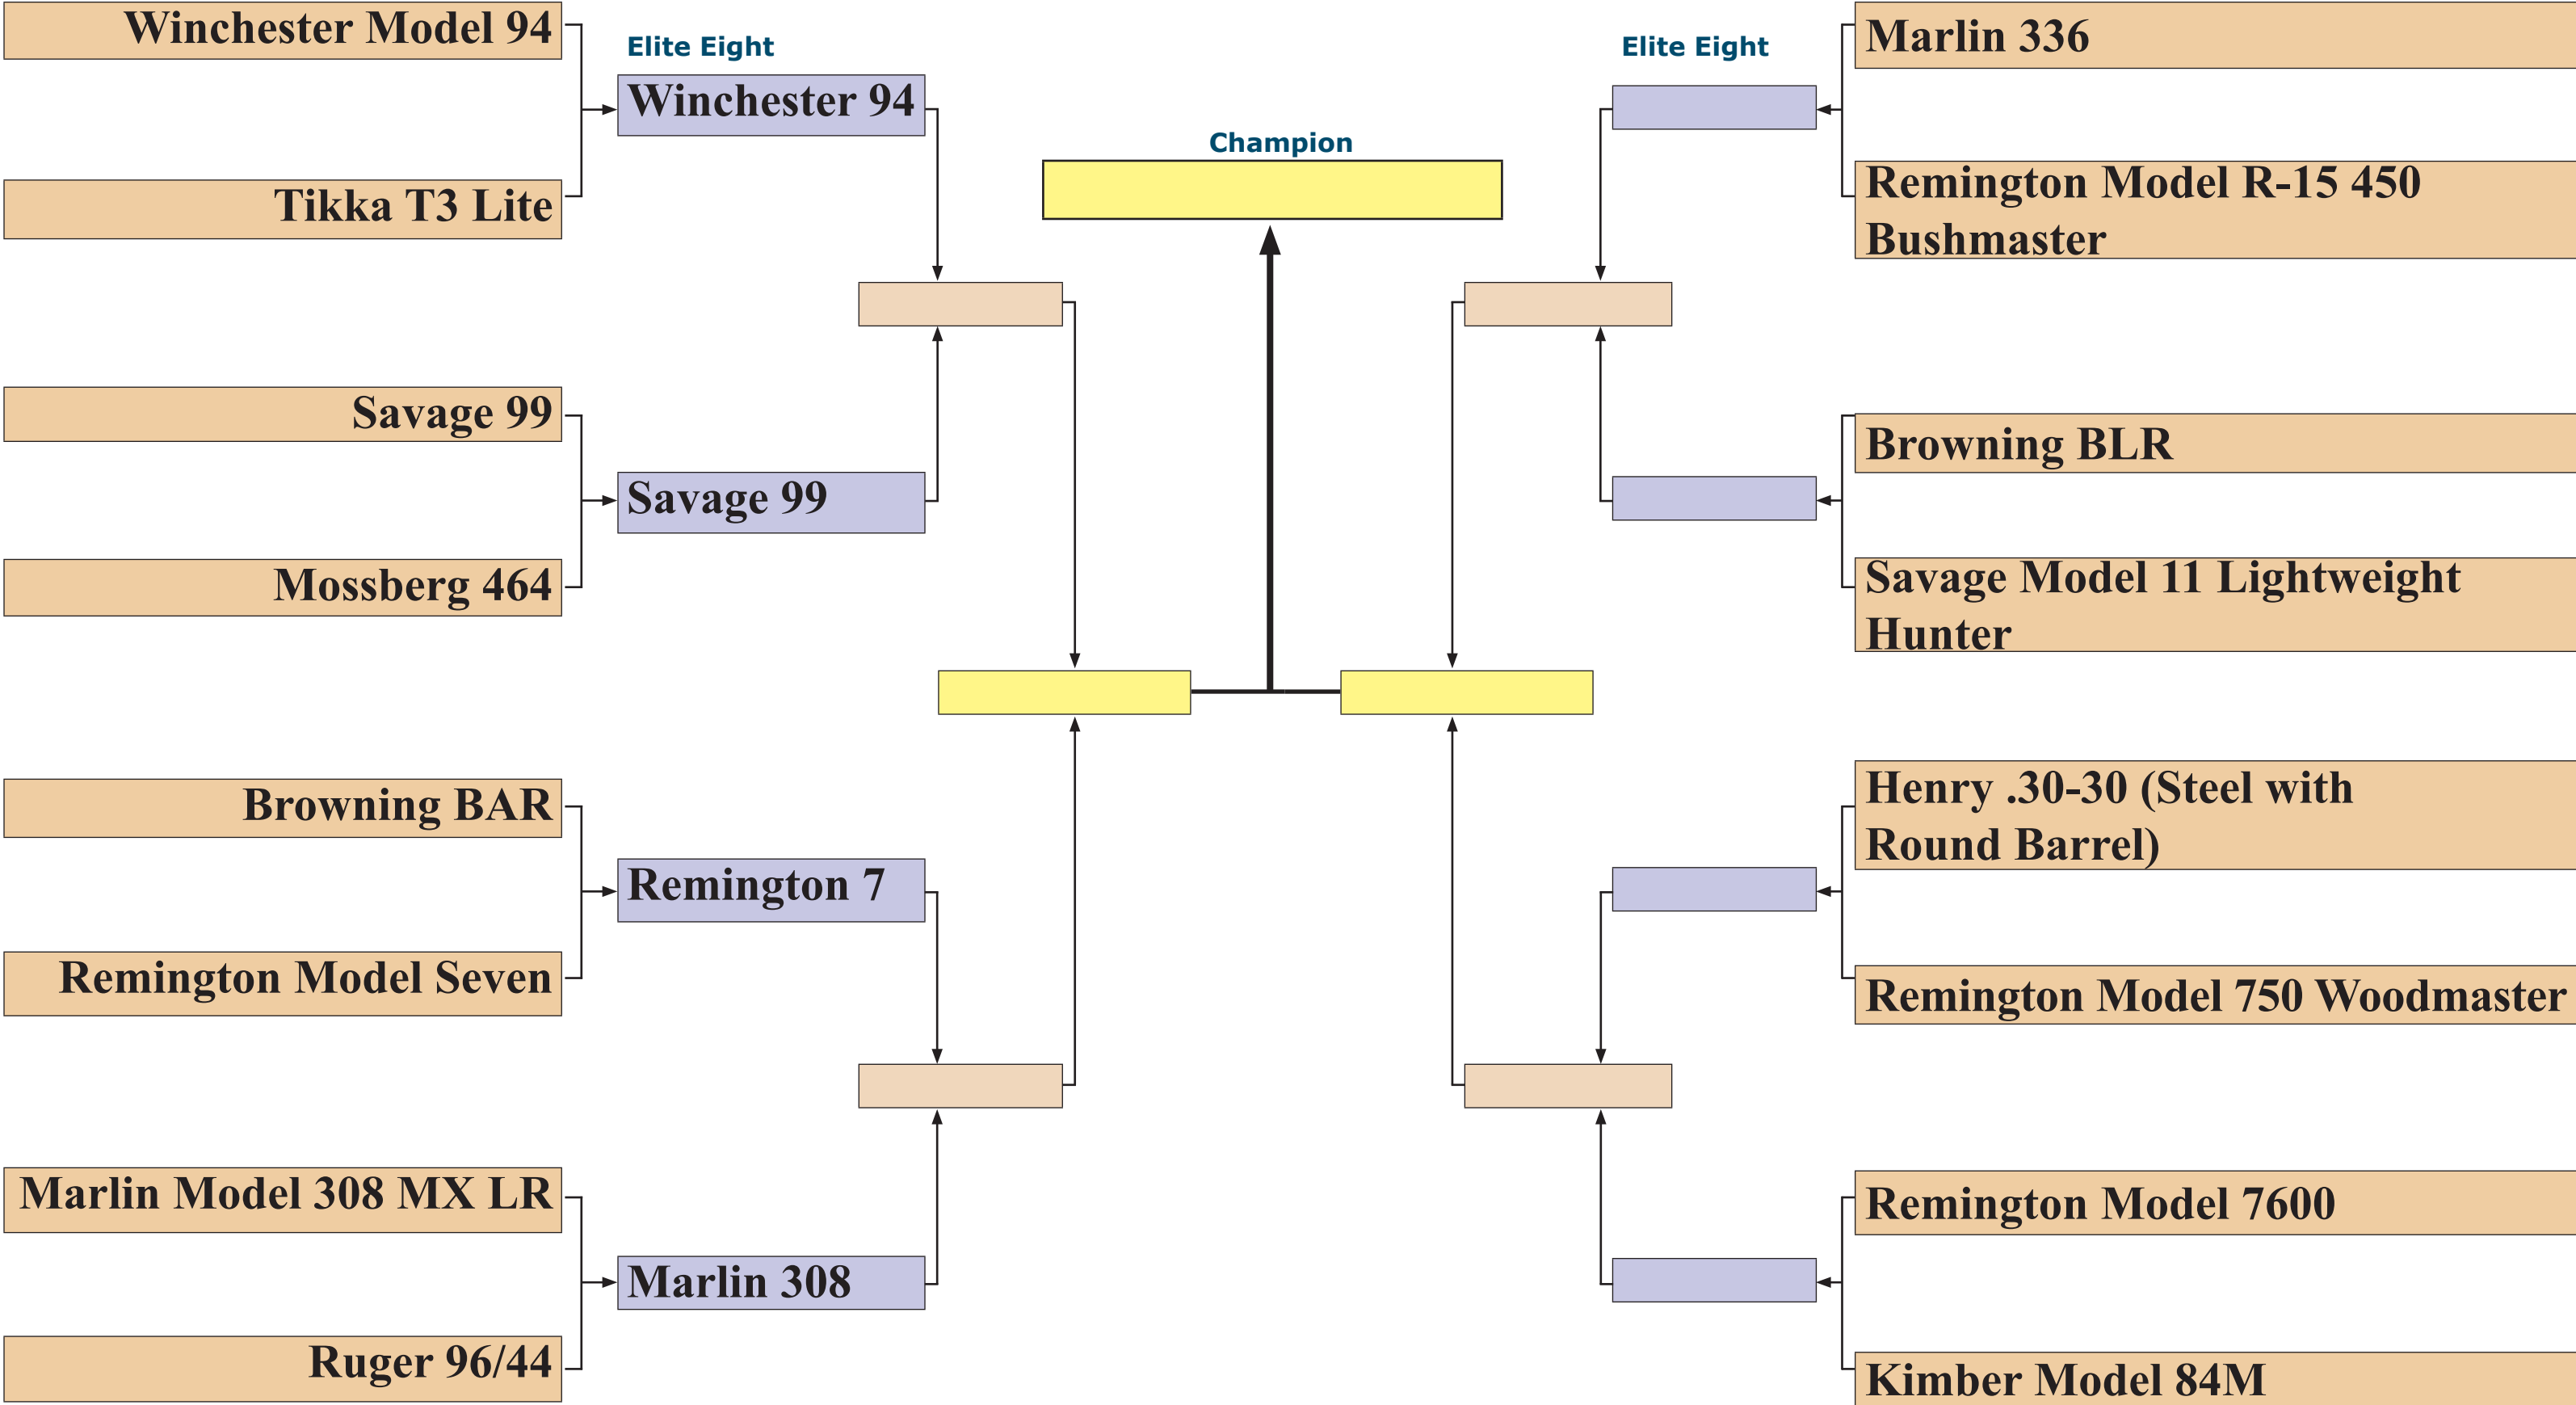 Winchester Model 94
Tikka T3 Lite
Savage 99
Mossberg 464
Browning BAR
Remington Model Seven
Marlin Model 308 MX LR
Ruger 96/44
Elite Eight
Winchester 94
Savage 99
Remington 7
Marlin 308
Champion
Elite Eight
Marlin 336
Remington Model R-15 450
Bushmaster
Browning BLR
Savage Model 11 Lightweight
Hunter
Henry .30-30 (Steel with
Round Barrel)
Remington Model 750 Woodmaster
Remington Model 7600
Kimber Model 84M